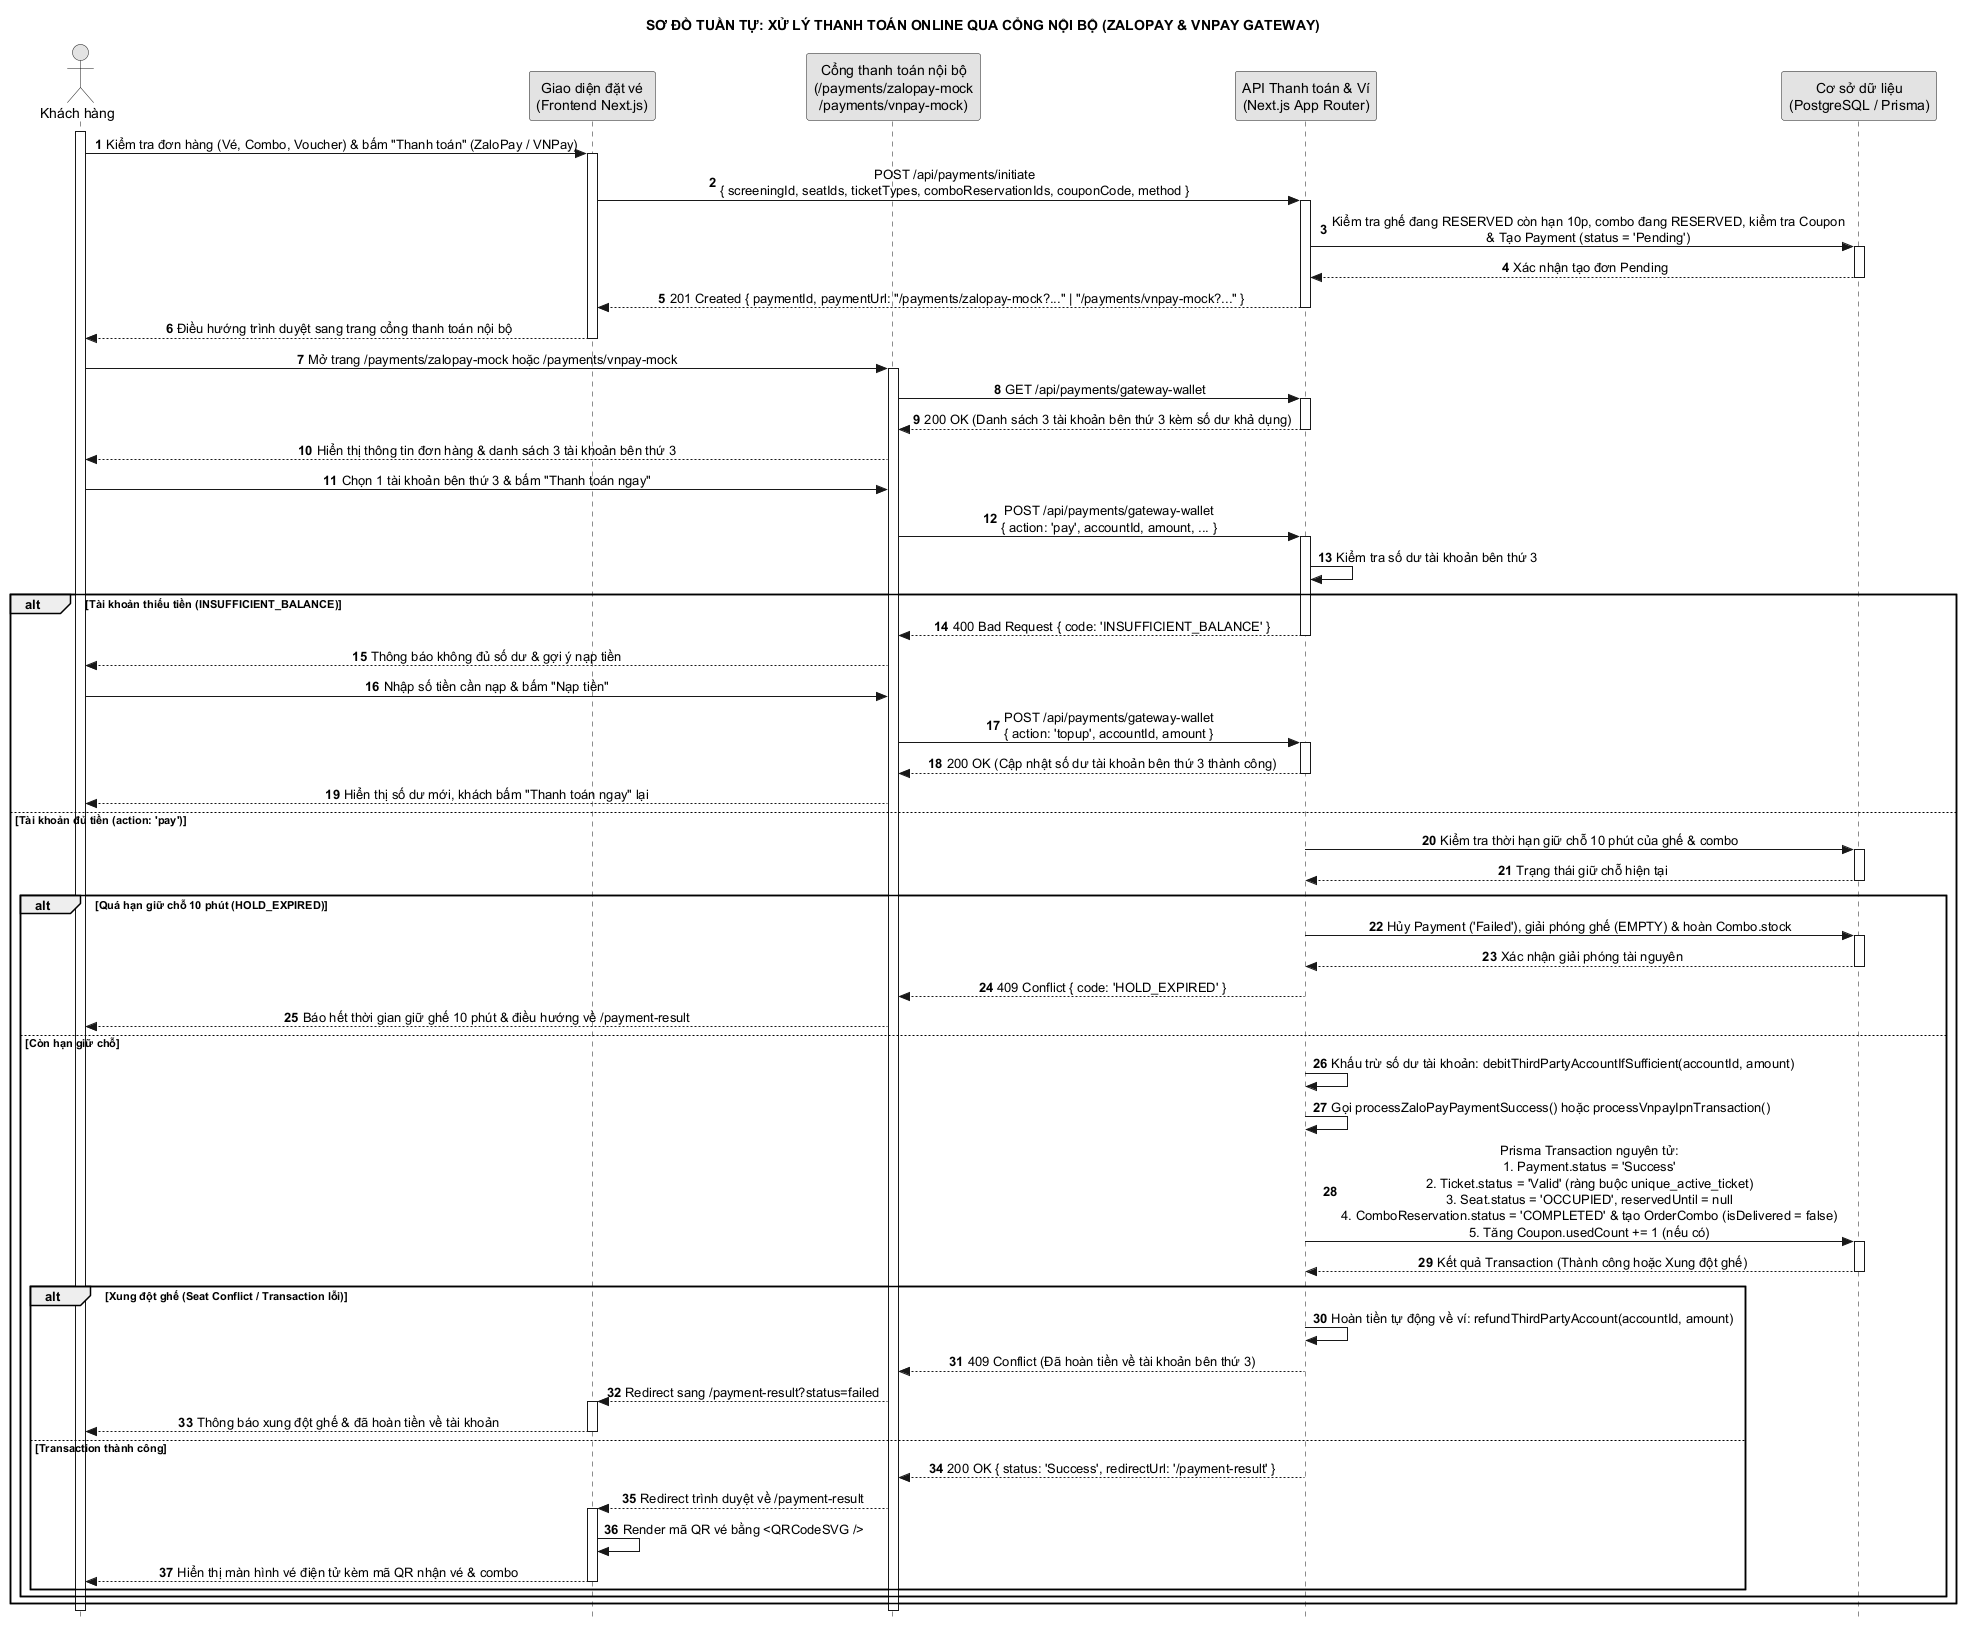 SƠ ĐỒ TUẦN TỰ: XỬ LÝ THANH TOÁN ONLINE QUA CỔNG NỘI BỘ (ZALOPAY & VNPAY GATEWAY)
Khách hàng
Giao diện đặt vé
(Frontend Next.js)
Cổng thanh toán nội bộ
(/payments/zalopay-mock
/payments/vnpay-mock)
API Thanh toán & Ví
(Next.js App Router)
Cơ sở dữ liệu
(PostgreSQL / Prisma)
1 Kiểm tra đơn hàng (Vé, Combo, Voucher) & bấm "Thanh toán" (ZaloPay / VNPay)
2 POST /api/payments/initiate
{ screeningId, seatIds, ticketTypes, comboReservationIds, couponCode, method }
3 Kiểm tra ghế đang RESERVED còn hạn 10p, combo đang RESERVED, kiểm tra Coupon
& Tạo Payment (status = 'Pending')
4 Xác nhận tạo đơn Pending
5 201 Created { paymentId, paymentUrl: "/payments/zalopay-mock?..." | "/payments/vnpay-mock?..." }
6 Điều hướng trình duyệt sang trang cổng thanh toán nội bộ
7 Mở trang /payments/zalopay-mock hoặc /payments/vnpay-mock
8 GET /api/payments/gateway-wallet
9 200 OK (Danh sách 3 tài khoản bên thứ 3 kèm số dư khả dụng)
10 Hiển thị thông tin đơn hàng & danh sách 3 tài khoản bên thứ 3
11 Chọn 1 tài khoản bên thứ 3 & bấm "Thanh toán ngay"
12 POST /api/payments/gateway-wallet
{ action: 'pay', accountId, amount, ... }
13 Kiểm tra số dư tài khoản bên thứ 3
alt [Tài khoản thiếu tiền (INSUFFICIENT_BALANCE)]
14 400 Bad Request { code: 'INSUFFICIENT_BALANCE' }
15 Thông báo không đủ số dư & gợi ý nạp tiền
16 Nhập số tiền cần nạp & bấm "Nạp tiền"
17 POST /api/payments/gateway-wallet
{ action: 'topup', accountId, amount }
18 200 OK (Cập nhật số dư tài khoản bên thứ 3 thành công)
19 Hiển thị số dư mới, khách bấm "Thanh toán ngay" lại
[Tài khoản đủ tiền (action: 'pay')]
20 Kiểm tra thời hạn giữ chỗ 10 phút của ghế & combo
21 Trạng thái giữ chỗ hiện tại
alt [Quá hạn giữ chỗ 10 phút (HOLD_EXPIRED)]
22 Hủy Payment ('Failed'), giải phóng ghế (EMPTY) & hoàn Combo.stock
23 Xác nhận giải phóng tài nguyên
24 409 Conflict { code: 'HOLD_EXPIRED' }
25 Báo hết thời gian giữ ghế 10 phút & điều hướng về /payment-result
[Còn hạn giữ chỗ]
26 Khấu trừ số dư tài khoản: debitThirdPartyAccountIfSufficient(accountId, amount)
27 Gọi processZaloPayPaymentSuccess() hoặc processVnpayIpnTransaction()
28 Prisma Transaction nguyên tử:
1. Payment.status = 'Success'
2. Ticket.status = 'Valid' (ràng buộc unique_active_ticket)
3. Seat.status = 'OCCUPIED', reservedUntil = null
4. ComboReservation.status = 'COMPLETED' & tạo OrderCombo (isDelivered = false)
5. Tăng Coupon.usedCount += 1 (nếu có)
29 Kết quả Transaction (Thành công hoặc Xung đột ghế)
alt [Xung đột ghế (Seat Conflict / Transaction lỗi)]
30 Hoàn tiền tự động về ví: refundThirdPartyAccount(accountId, amount)
31 409 Conflict (Đã hoàn tiền về tài khoản bên thứ 3)
32 Redirect sang /payment-result?status=failed
33 Thông báo xung đột ghế & đã hoàn tiền về tài khoản
[Transaction thành công]
34 200 OK { status: 'Success', redirectUrl: '/payment-result' }
35 Redirect trình duyệt về /payment-result
36 Render mã QR vé bằng <QRCodeSVG />
37 Hiển thị màn hình vé điện tử kèm mã QR nhận vé & combo